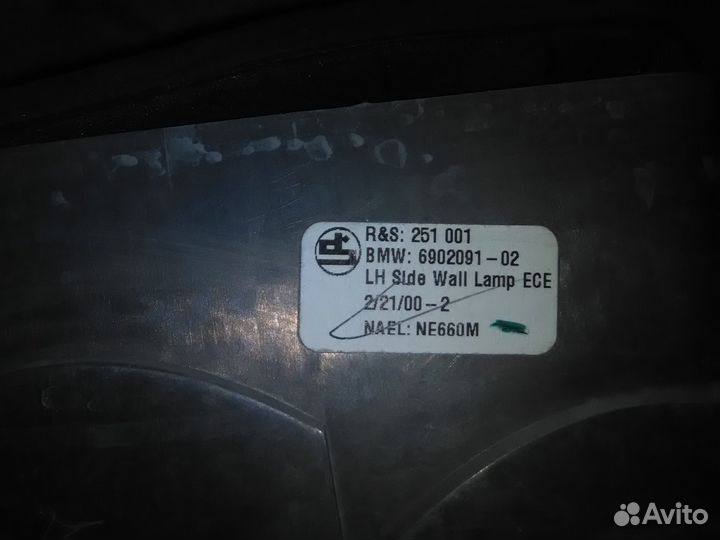 R&S: 251 001
BMW: 6902091-02
LH Side Wall Lamp ECE
2/21/00-2
NAEL: NE660M
Avito